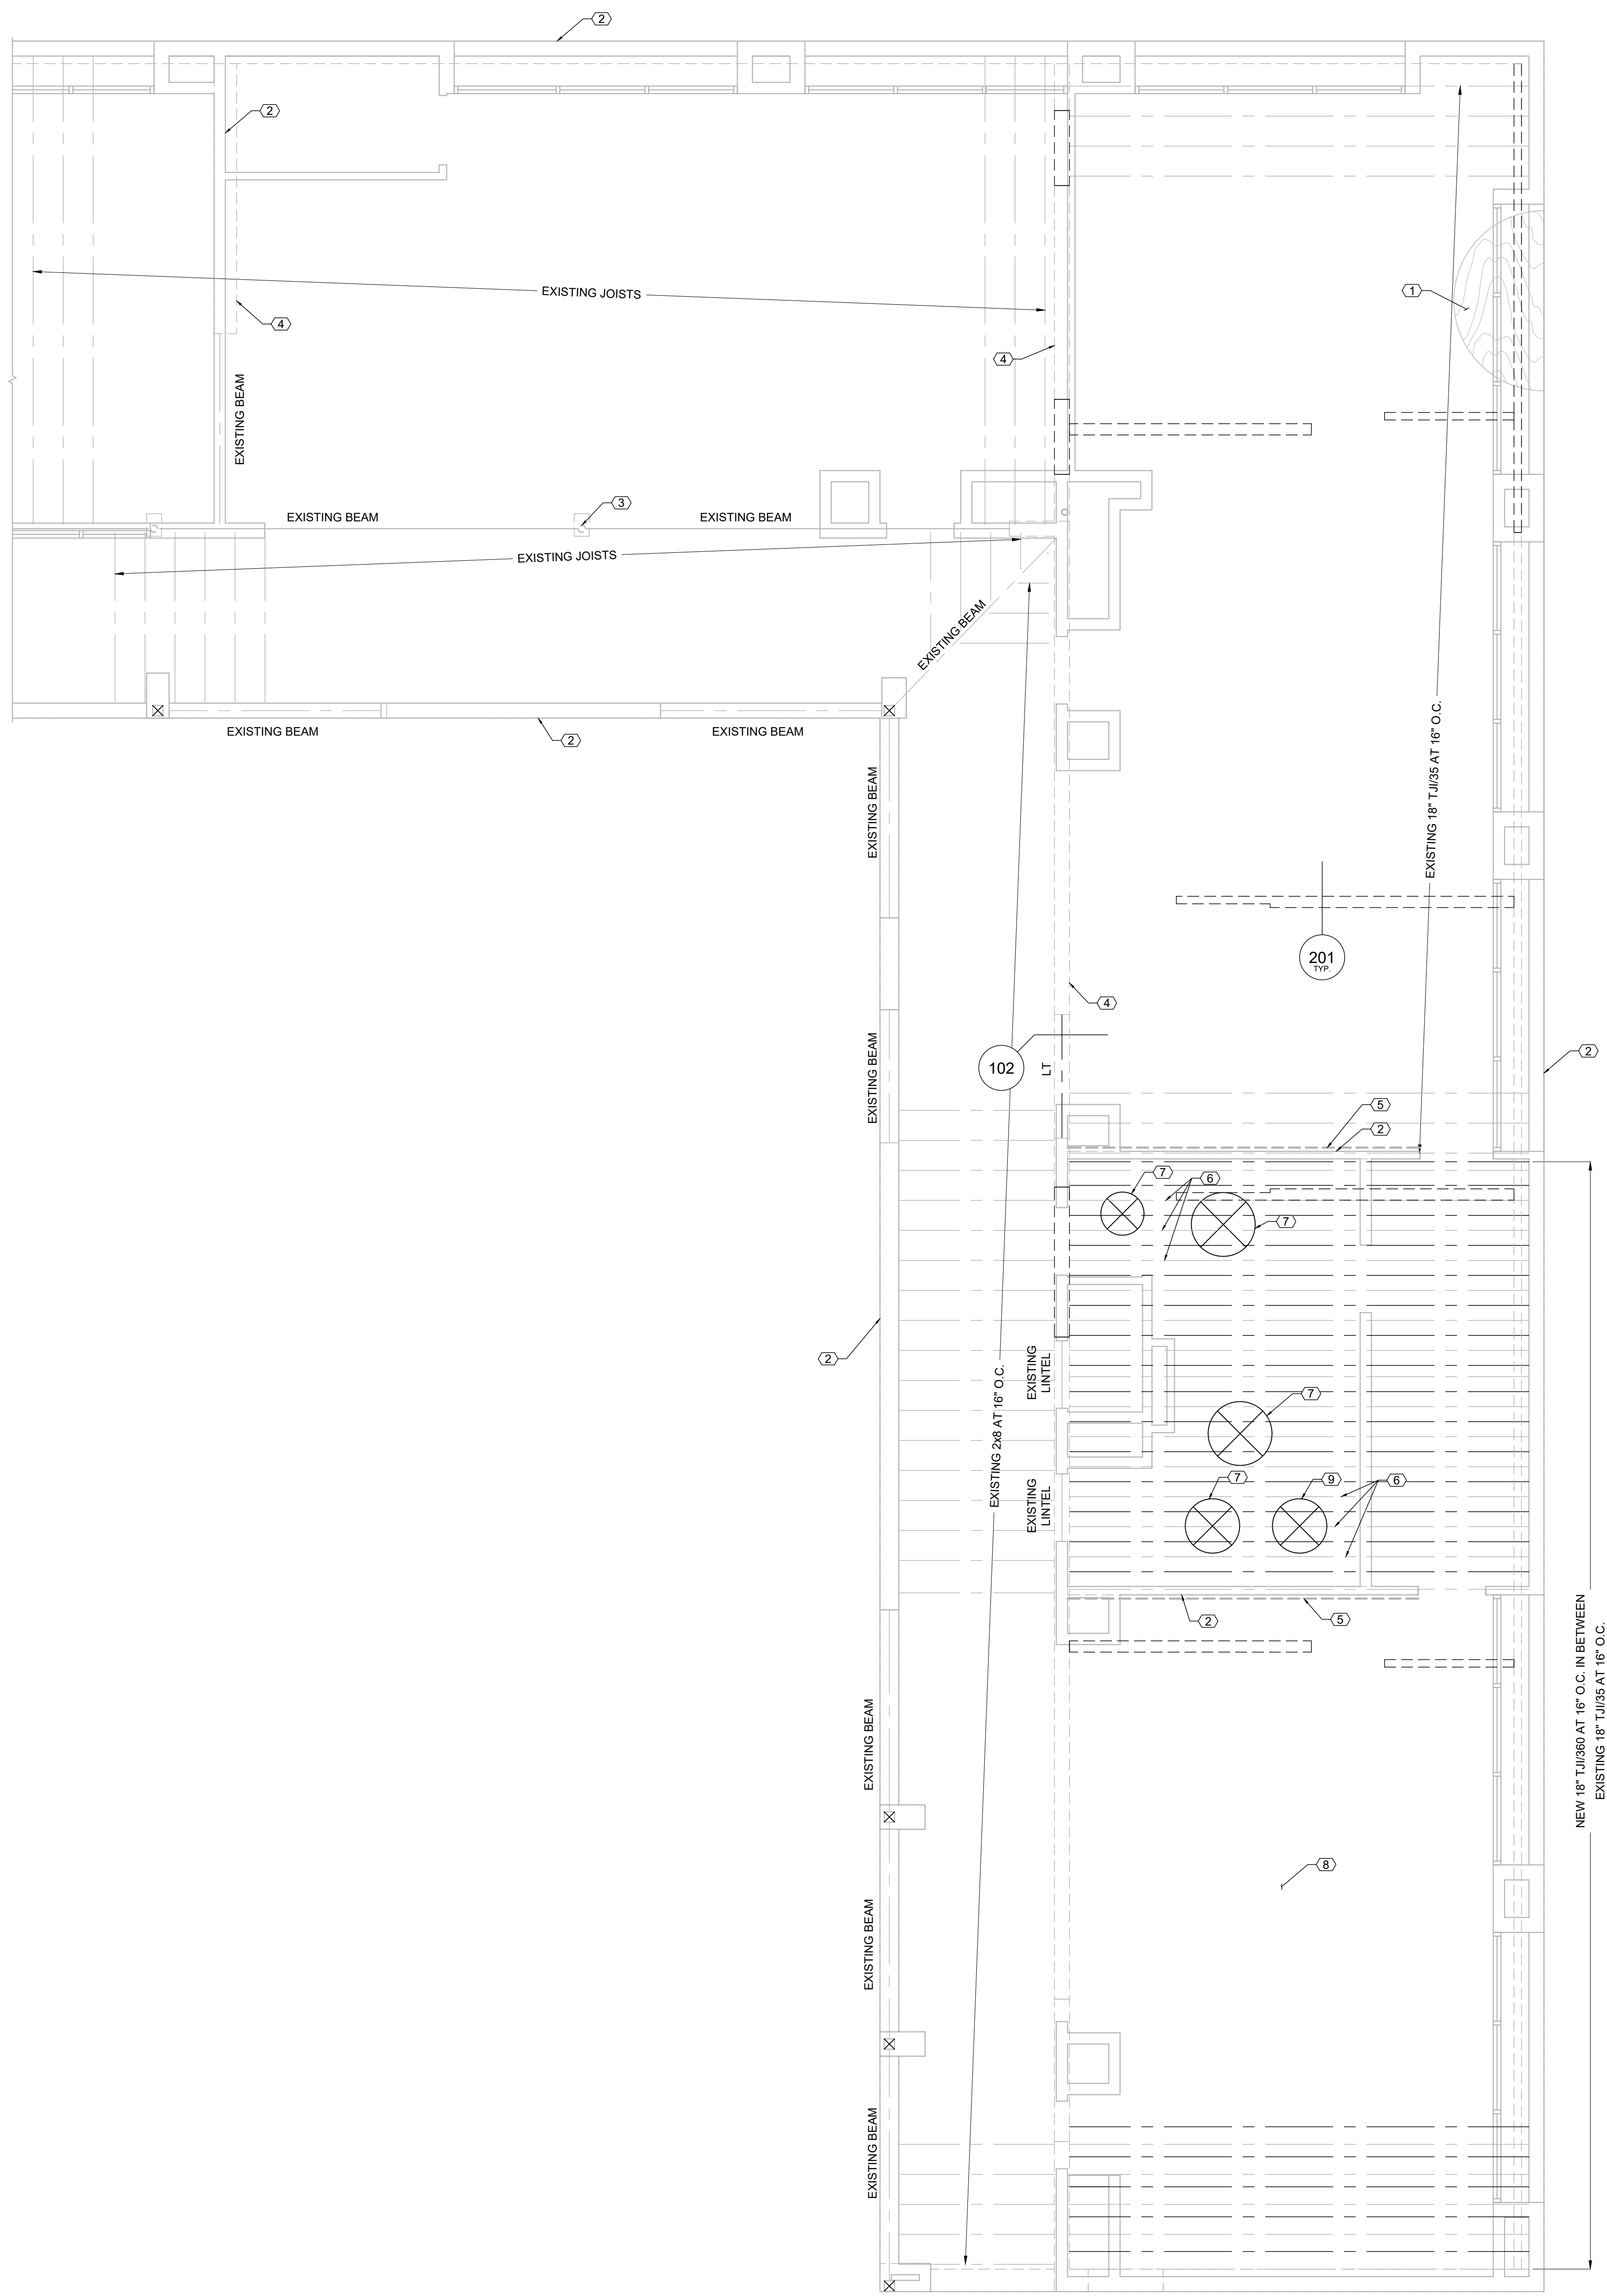 2
2
EXISTING JOISTS
1
4
4
EXISTING BEAM
3
EXISTING BEAM
EXISTING BEAM
EXISTING JOISTS
EXISTING BEAM
EXISTING BEAM
EXISTING BEAM
2
EXISTING 18" TJI/35 AT 16" O.C.
EXISTING BEAM
201
TYP.
4
EXISTING BEAM
102
LT
2
5
2
7
6
7
2
EXISTING
LINTEL
7
EXISTING 2x8 AT 16" O.C.
EXISTING
LINTEL
7
9
6
2
5
NEW 18" TJI/360 AT 16" O.C. IN BETWEEN
EXISTING 18" TJI/35 AT 16" O.C.
EXISTING BEAM
8
EXISTING BEAM
EXISTING BEAM